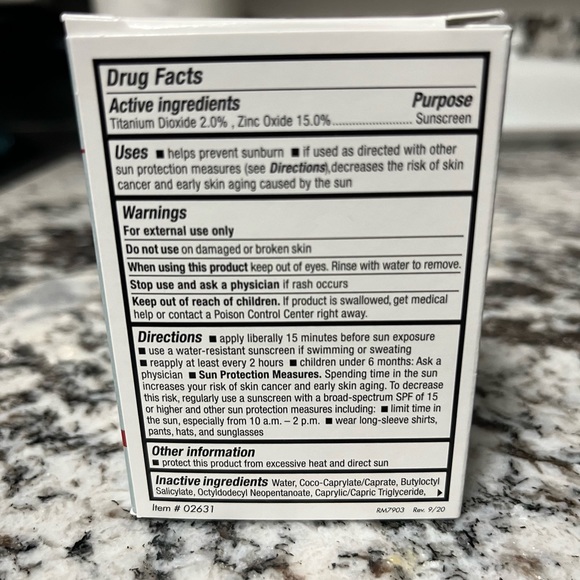 Drug Facts
Active ingredients Purpose
Titanium Dioxide 2.0% , Zinc Oxide 15.0%.......................... Sunscreen
Uses ■ helps prevent sunburn ■ if used as directed with other
sun protection measures (see Directions),decreases the risk of skin
cancer and early skin aging caused by the sun
Warnings
For external use only
Do not use on damaged or broken skin
When using this product keep out of eyes. Rinse with water to remove.
Stop use and ask a physician if rash occurs
Keep out of reach of children. If product is swallowed, get medical
help or contact a Poison Control Center right away.
Directions ■ apply liberally 15 minutes before sun exposure
■ use a water-resistant sunscreen if swimming or sweating
■ reapply at least every 2 hours ■ children under 6 months: Ask a
physician ■ Sun Protection Measures. Spending time in the sun
increases your risk of skin cancer and early skin aging. To decrease
this risk, regularly use a sunscreen with a broad-spectrum SPF of 15
or higher and other sun protection measures including: ■ limit time in
the sun, especially from 10 a.m. – 2 p.m. ■ wear long-sleeve shirts,
pants, hats, and sunglasses
Other information
■ protect this product from excessive heat and direct sun
Inactive ingredients Water, Coco-Caprylate/Caprate, Butyloctyl
Salicylate, Octyldodecyl Neopentanoate, Caprylic/Capric Triglyceride,
Item # 02631 RM7903 Rev. 9/20